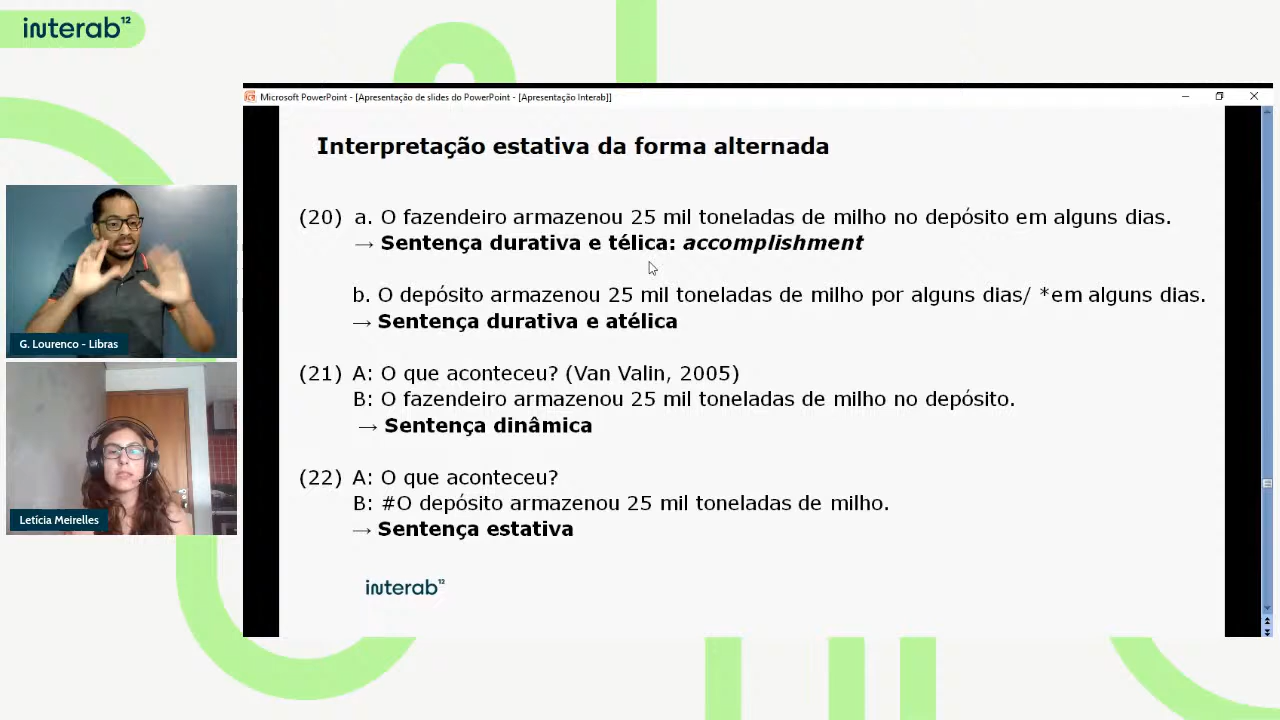 interab12
Microsoft PowerPoint - [Apresentação de slides do PowerPoint - [Apresentação Interab]]
Interpretação estativa da forma alternada
(20) a. O fazendeiro armazenou 25 mil toneladas de milho no depósito em alguns dias.
→ Sentença durativa e télica: accomplishment
b. O depósito armazenou 25 mil toneladas de milho por alguns dias/ *em alguns dias.
→ Sentença durativa e atélica
(21) A: O que aconteceu? (Van Valin, 2005)
B: O fazendeiro armazenou 25 mil toneladas de milho no depósito.
→ Sentença dinâmica
(22) A: O que aconteceu?
B: #O depósito armazenou 25 mil toneladas de milho.
→ Sentença estativa
interab12
G. Lourenco - Libras
Letícia Meirelles